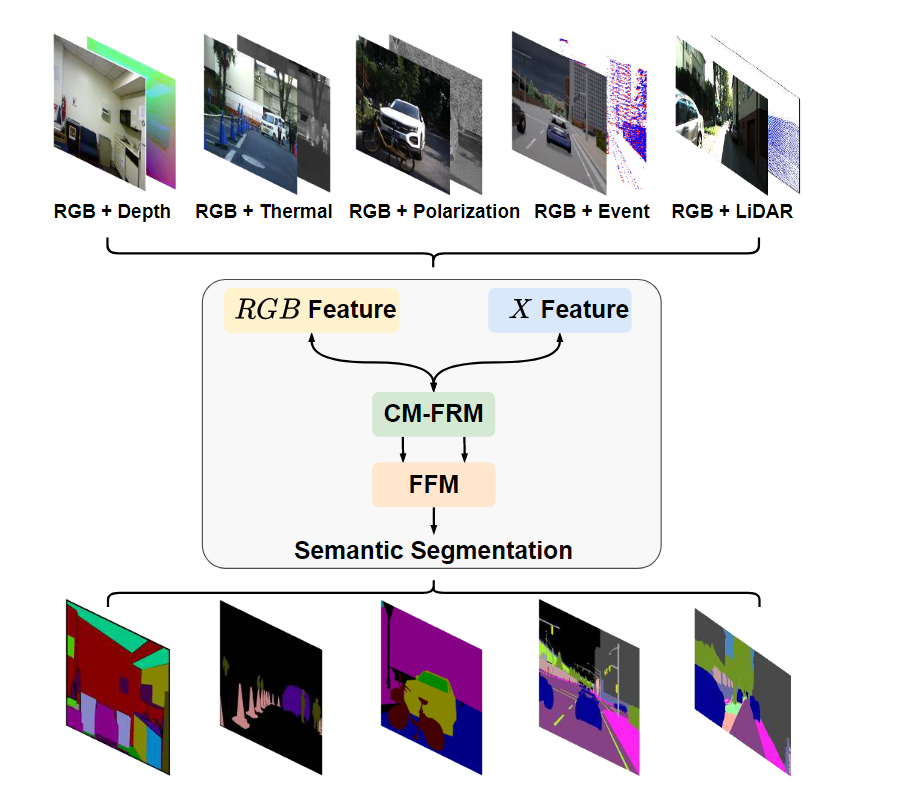 RGB + Depth
RGB + Thermal
RGB + Polarization
RGB + Event
RGB + LiDAR
RGB Feature
X Feature
CM-FRM
FFM
Semantic Segmentation